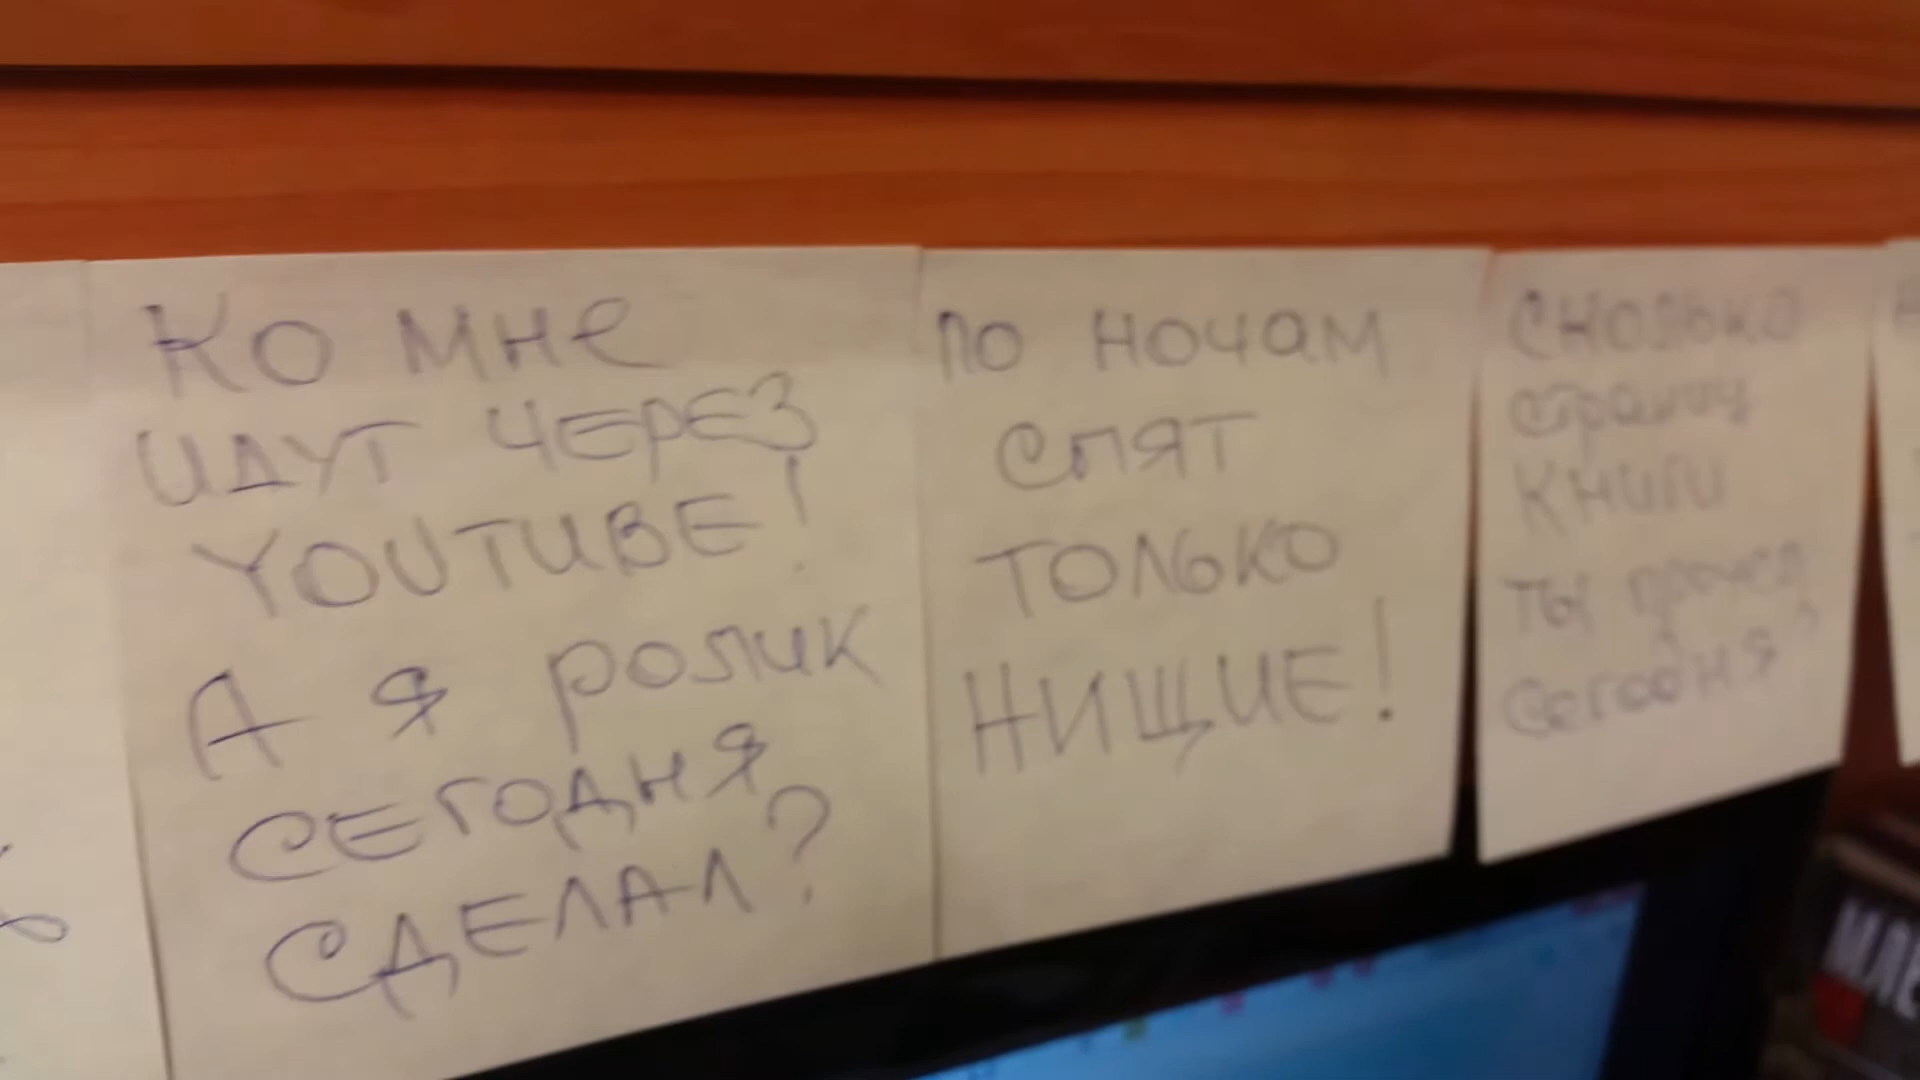 КО МНЕ
ИДУТ ЧЕРЕЗ
YOUTUBE!
А Я РОЛИК
СЕГОДНЯ
СДЕЛАЛ?
ПО НОЧАМ
СПЯТ
ТОЛЬКО
НИЩИЕ!
СКОЛЬКО
страниц
КНИГИ
ТЫ прочел
сегодня?